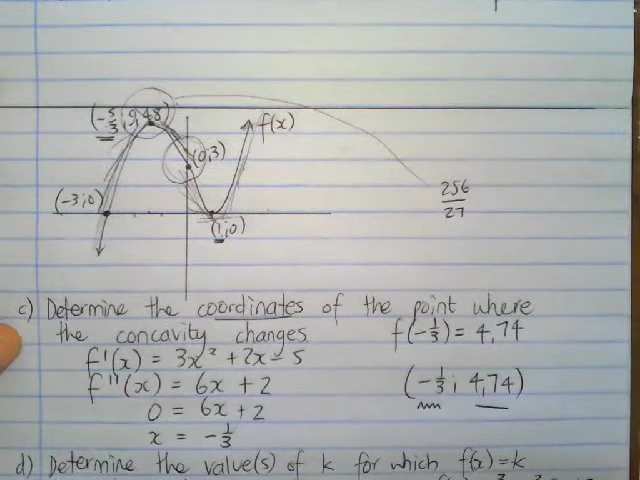 (-5/3; 9,48)
f(x)
(0,3)
(-3;0)
(1;0)
256/27
c) Determine the coordinates of the point where
the concavity changes
f(-1/3) = 4,74
f'(x) = 3x² + 2x - 5
f''(x) = 6x + 2
(-1/3; 4,74)
0 = 6x + 2
x = -1/3
d) Determine the value(s) of k for which f(x)=k